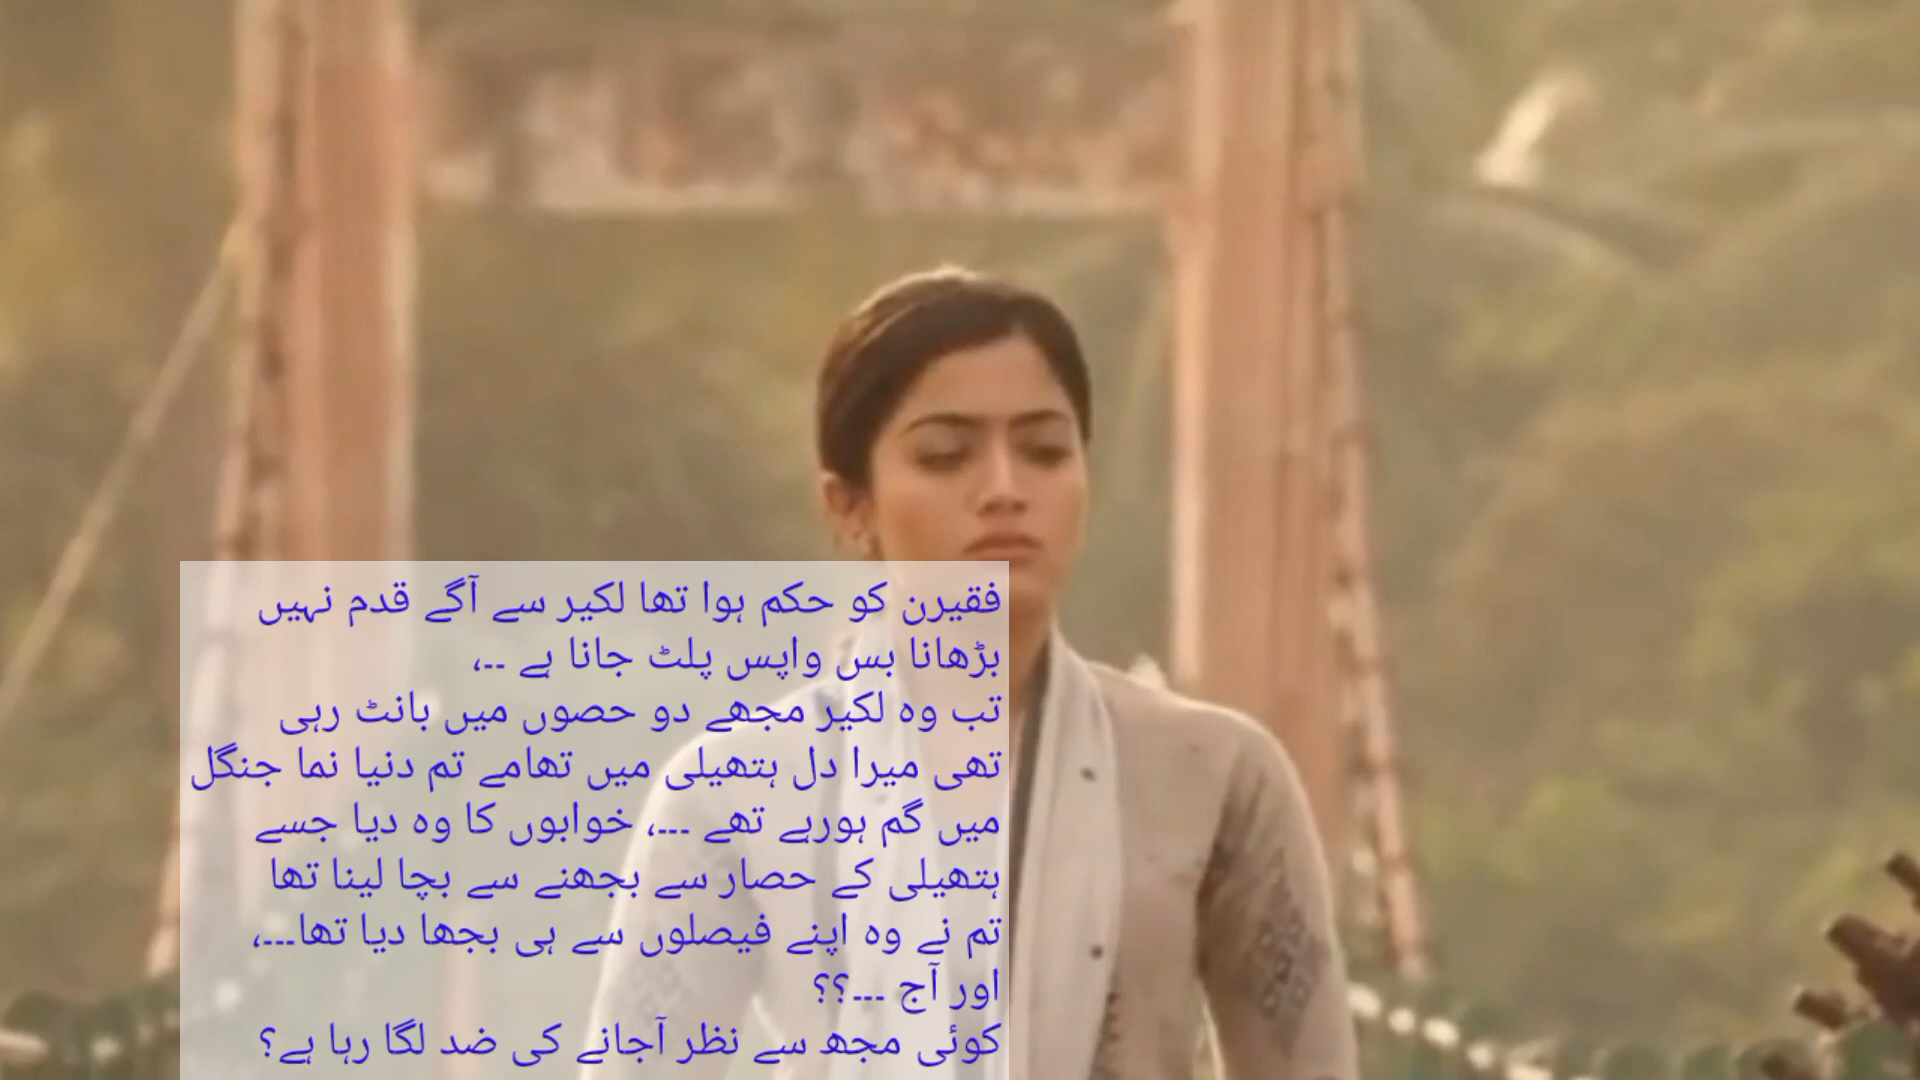 فقیرن کو حکم ہوا تھا لکیر سے آگے قدم نہیں
بڑھانا بس واپس پلٹ جانا ہے ۔۔،
تب وہ لکیر مجھے دو حصوں میں بانٹ رہی
تھی میرا دل ہتھیلی میں تھامے تم دنیا نما جنگل
میں گم ہورہے تھے ۔۔۔، خوابوں کا وہ دیا جسے
ہتھیلی کے حصار سے بجھنے سے بچا لینا تھا
تم نے وہ اپنے فیصلوں سے ہی بجھا دیا تھا۔۔۔،
اور آج ۔۔۔؟؟
کوئی مجھ سے نظر آجانے کی ضد لگا رہا ہے؟